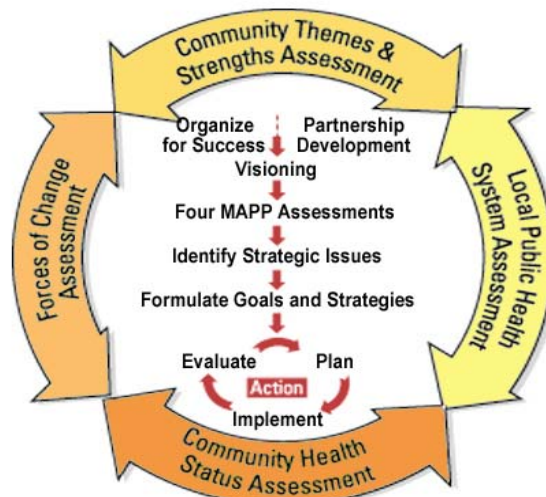 Community Themes &
Strengths Assessment
Organize
for Success
Partnership
Development
Visioning
Four MAPP Assessments
Identify Strategic Issues
Formulate Goals and Strategies
Evaluate
Plan
Action
Implement
Forces of Change
Assessment
Local Public Health
System Assessment
Community Health
Status Assessment